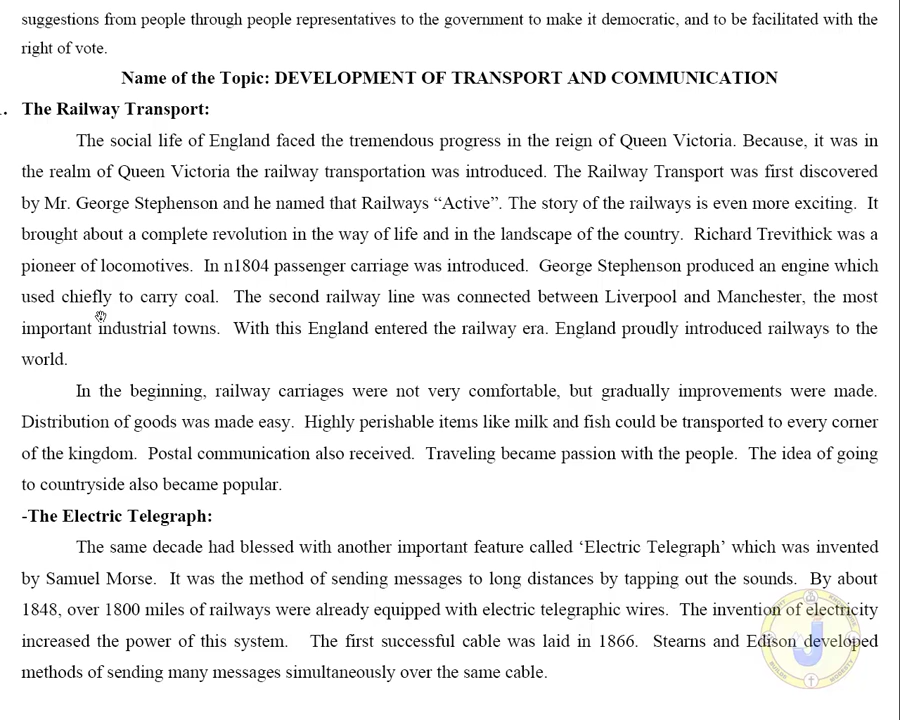 suggestions from people through people representatives to the government to make it democratic, and to be facilitated with the
right of vote.
Name of the Topic: DEVELOPMENT OF TRANSPORT AND COMMUNICATION
. The Railway Transport:
The social life of England faced the tremendous progress in the reign of Queen Victoria. Because, it was in
the realm of Queen Victoria the railway transportation was introduced. The Railway Transport was first discovered
by Mr. George Stephenson and he named that Railways “Active”. The story of the railways is even more exciting. It
brought about a complete revolution in the way of life and in the landscape of the country. Richard Trevithick was a
pioneer of locomotives. In n1804 passenger carriage was introduced. George Stephenson produced an engine which
used chiefly to carry coal. The second railway line was connected between Liverpool and Manchester, the most
important industrial towns. With this England entered the railway era. England proudly introduced railways to the
world.
In the beginning, railway carriages were not very comfortable, but gradually improvements were made.
Distribution of goods was made easy. Highly perishable items like milk and fish could be transported to every corner
of the kingdom. Postal communication also received. Traveling became passion with the people. The idea of going
to countryside also became popular.
-The Electric Telegraph:
The same decade had blessed with another important feature called ‘Electric Telegraph’ which was invented
by Samuel Morse. It was the method of sending messages to long distances by tapping out the sounds. By about
1848, over 1800 miles of railways were already equipped with electric telegraphic wires. The invention of electricity
increased the power of this system. The first successful cable was laid in 1866. Stearns and Edison developed
methods of sending many messages simultaneously over the same cable.
J